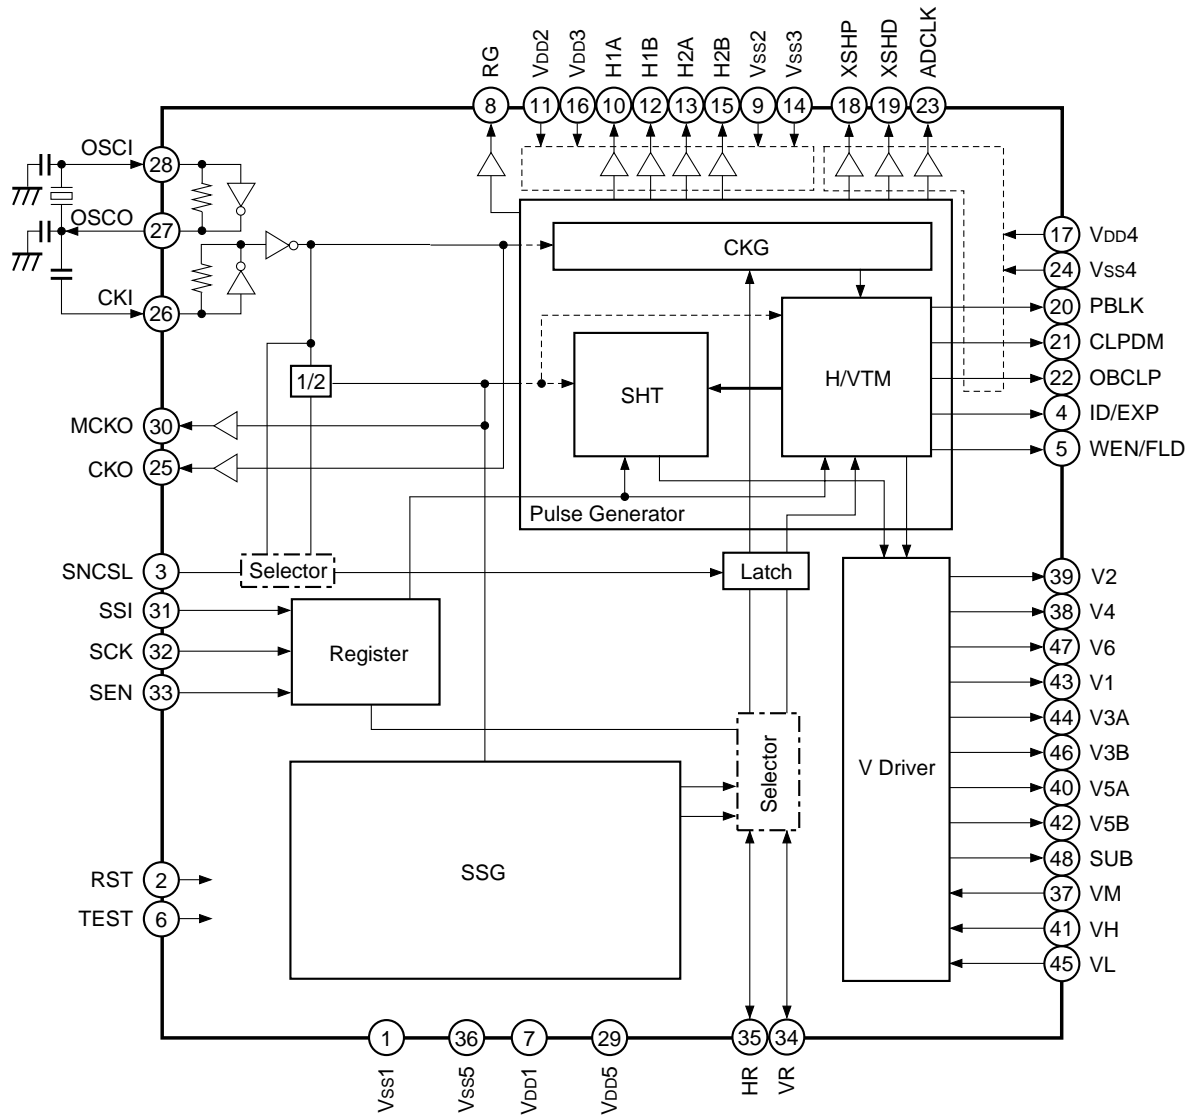 RG
VDD2
VDD3
H1A
H1B
H2A
H2B
VSS2
VSS3
XSHP
XSHD
ADCLK
8
11
16
10
12
13
15
9
14
18
19
23
OSCI
28
OSCO
27
CKI
26
CKG
17 VDD4
24 VSS4
20 PBLK
21 CLPDM
22 OBCLP
4 ID/EXP
5 WEN/FLD
1/2
SHT
H/VTM
MCKO 30
CKO 25
Pulse Generator
SNCSL 3
Selector
Latch
SSI 31
SCK 32
SEN 33
Register
39 V2
38 V4
47 V6
43 V1
44 V3A
46 V3B
40 V5A
42 V5B
48 SUB
37 VM
41 VH
45 VL
V Driver
Selector
SSG
RST 2
TEST 6
1
36
7
29
35
34
VSS1
VSS5
VDD1
VDD5
HR
VR